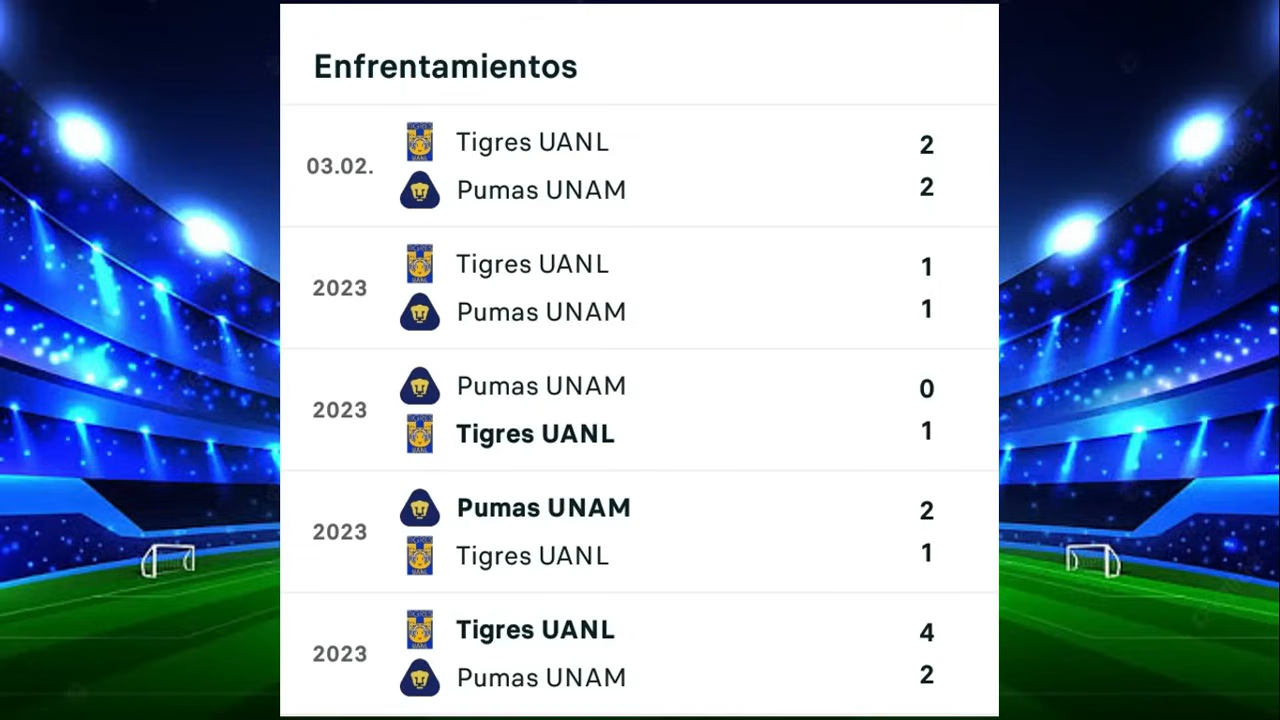 Enfrentamientos
03.02.
Tigres UANL 2
Pumas UNAM 2
2023
Tigres UANL 1
Pumas UNAM 1
2023
Pumas UNAM 0
Tigres UANL 1
2023
Pumas UNAM 2
Tigres UANL 1
2023
Tigres UANL 4
Pumas UNAM 2